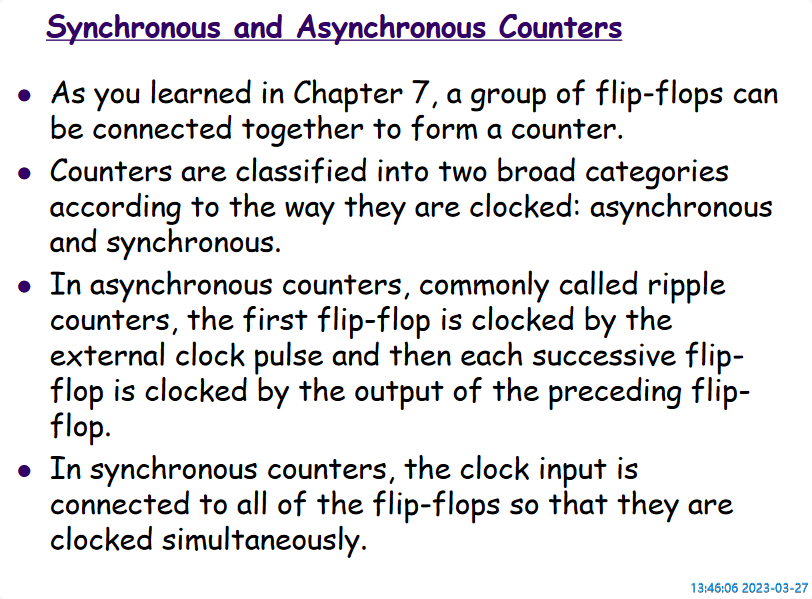 Synchronous and Asynchronous Counters
● As you learned in Chapter 7, a group of flip-flops can
be connected together to form a counter.
● Counters are classified into two broad categories
according to the way they are clocked: asynchronous
and synchronous.
● In asynchronous counters, commonly called ripple
counters, the first flip-flop is clocked by the
external clock pulse and then each successive flip-
flop is clocked by the output of the preceding flip-
flop.
● In synchronous counters, the clock input is
connected to all of the flip-flops so that they are
clocked simultaneously.
13:46:06 2023-03-27